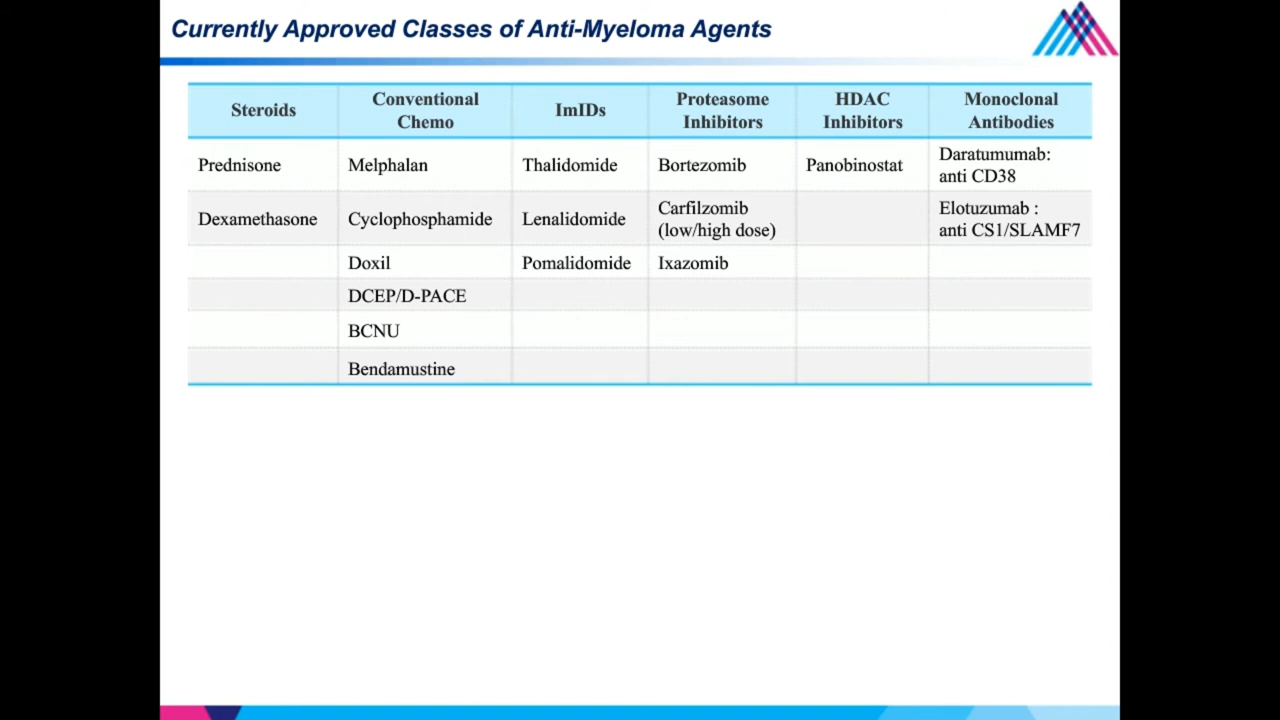 Currently Approved Classes of Anti-Myeloma Agents
Steroids
Conventional
Chemo
ImIDs
Proteasome
Inhibitors
HDAC
Inhibitors
Monoclonal
Antibodies
Prednisone
Melphalan
Thalidomide
Bortezomib
Panobinostat
Daratumumab:
anti CD38
Dexamethasone
Cyclophosphamide
Lenalidomide
Carfilzomib
(low/high dose)
Elotuzumab :
anti CS1/SLAMF7
Doxil
Pomalidomide
Ixazomib
DCEP/D-PACE
BCNU
Bendamustine